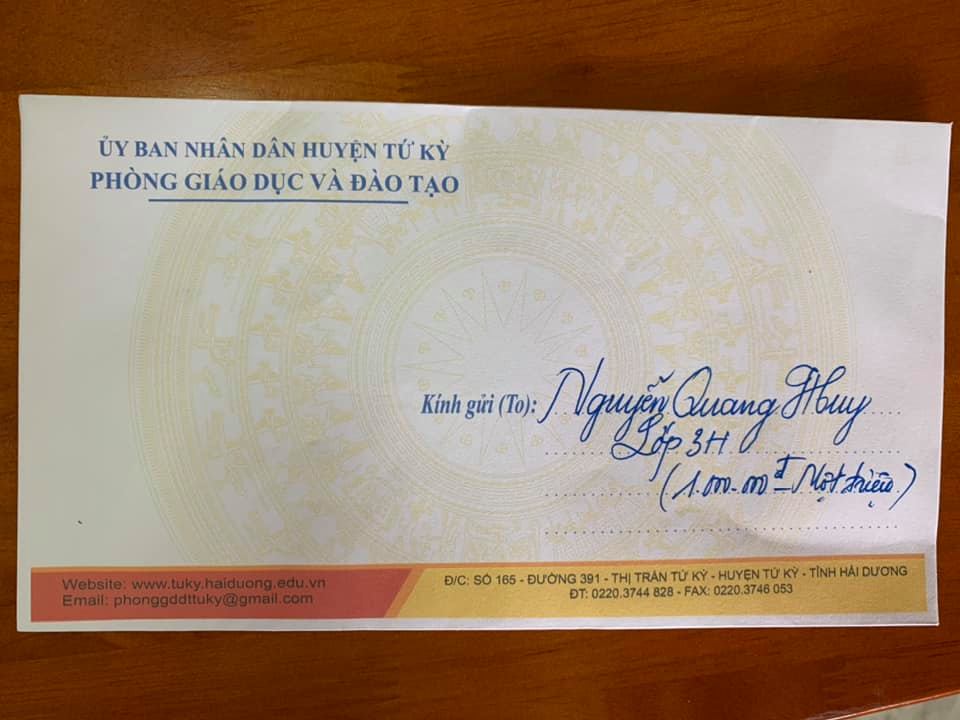 ỦY BAN NHÂN DÂN HUYỆN TỨ KỲ
PHÒNG GIÁO DỤC VÀ ĐÀO TẠO
Kính gửi (To): Nguyễn Quang Huy
Lớp 3H
(1.000.000đ - Một triệu)
Website: www.tuky.haiduong.edu.vn
Email: phonggddttuky@gmail.com
Đ/C: SỐ 165 - ĐƯỜNG 391 - THỊ TRẤN TỨ KỲ - HUYỆN TỨ KỲ - TỈNH HẢI DƯƠNG
ĐT: 0220.3744 828 - FAX: 0220.3746 053